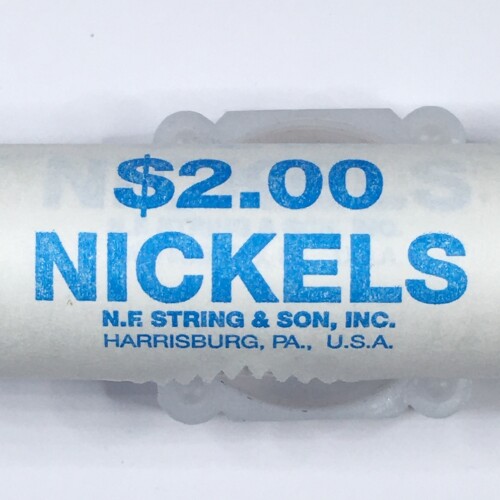 $2.00
NICKELS
N.F. STRING & SON, INC.
HARRISBURG, PA., U.S.A.